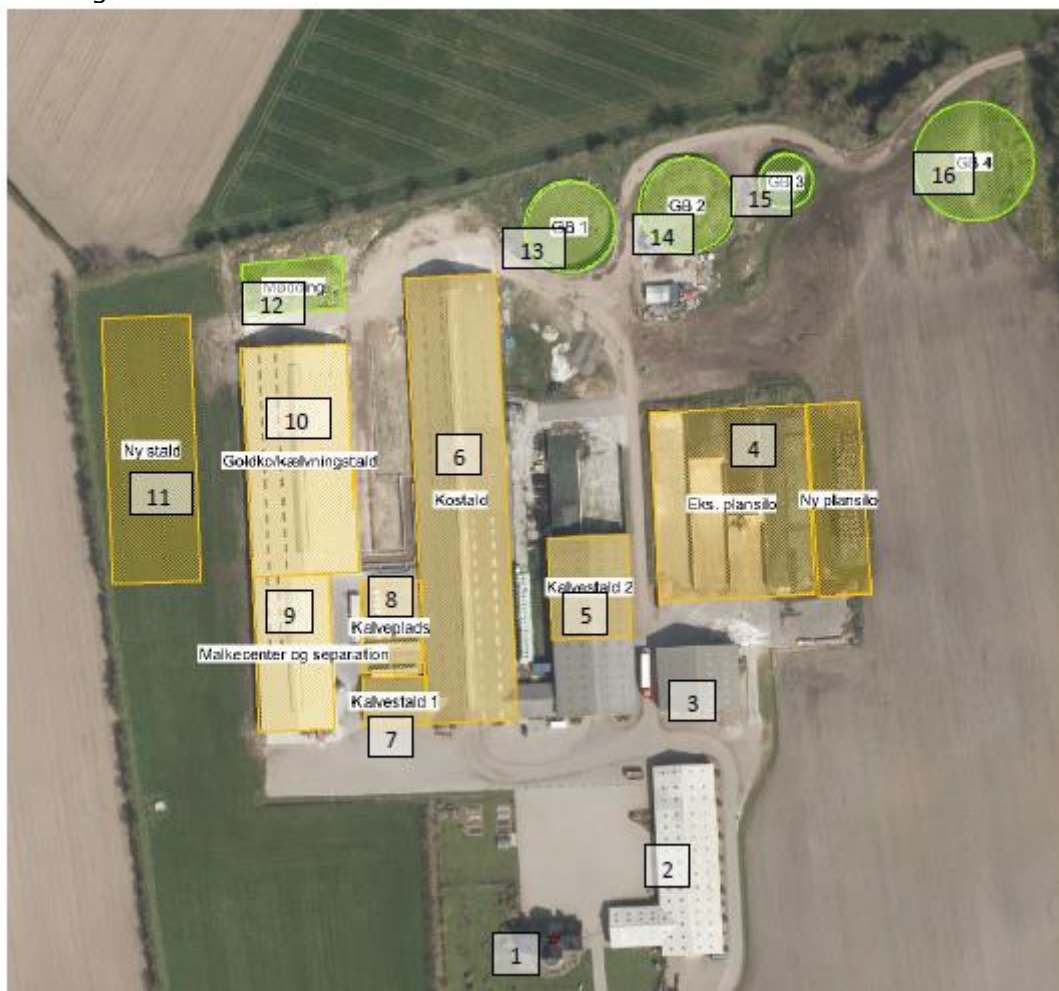 GB 4
16
GB 3
15
GB 2
14
GB 1
13
Mødding
12
10
Goldko/kælvningstald
Ny stald
11
6
Kostald
4
Eks. plansilo
Ny plansilo
Kalvestald 2
5
8
Kalveplads
9
Malkecenter og separation
Kalvestald 1
7
3
2
1